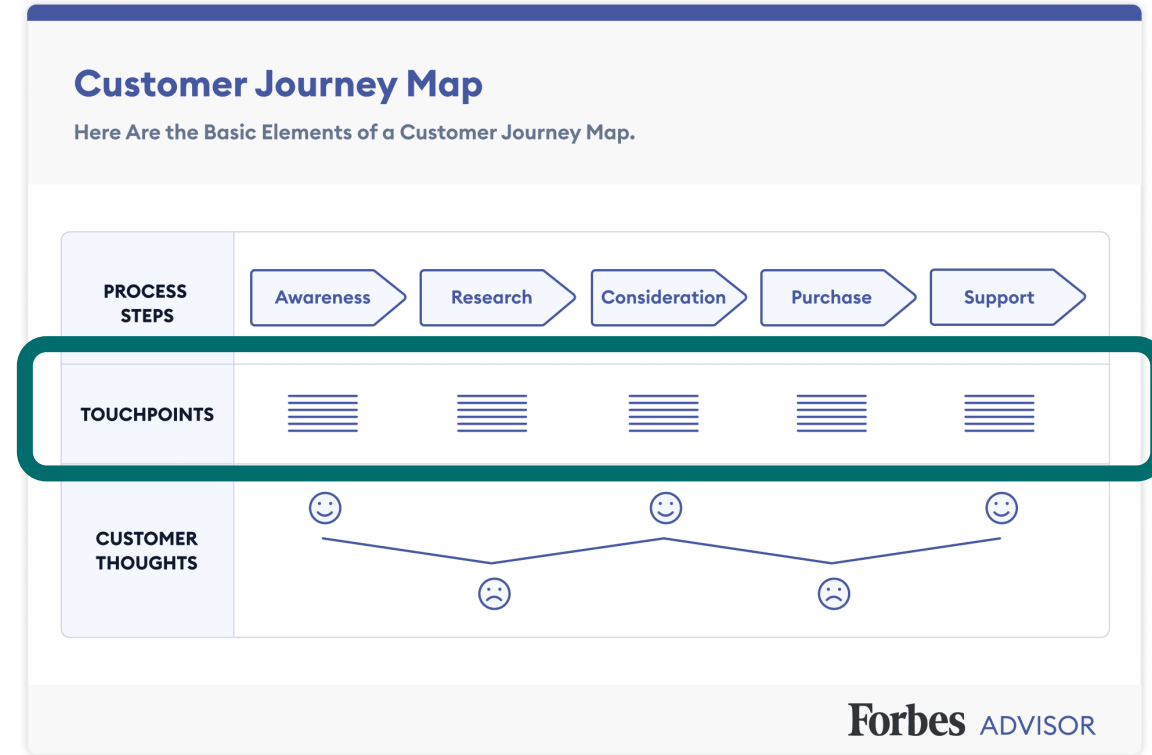 Customer Journey Map
Here Are the Basic Elements of a Customer Journey Map.
PROCESS
STEPS
Awareness
Research
Consideration
Purchase
Support
TOUCHPOINTS
CUSTOMER
THOUGHTS
Forbes ADVISOR